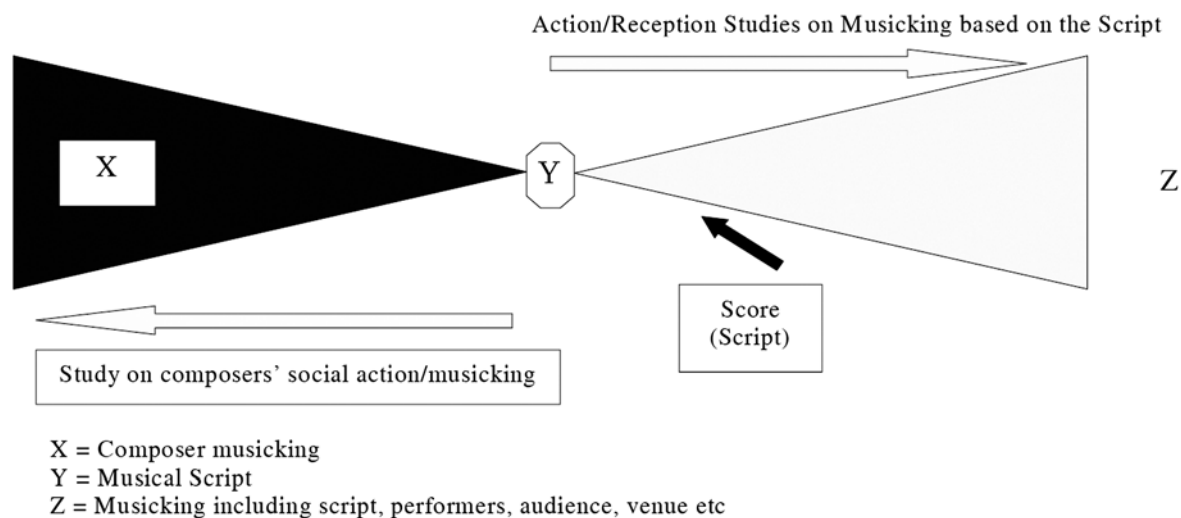 Action/Reception Studies on Musicking based on the Script
X
Y
Z
Score
(Script)
Study on composers’ social action/musicking
X = Composer musicking
Y = Musical Script
Z = Musicking including script, performers, audience, venue etc